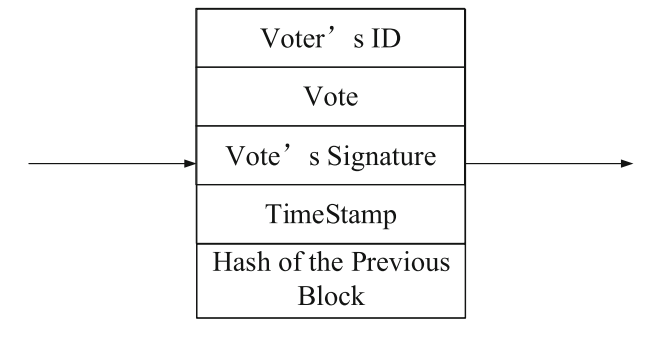 Voter’s ID
Vote
Vote’s Signature
TimeStamp
Hash of the Previous
Block